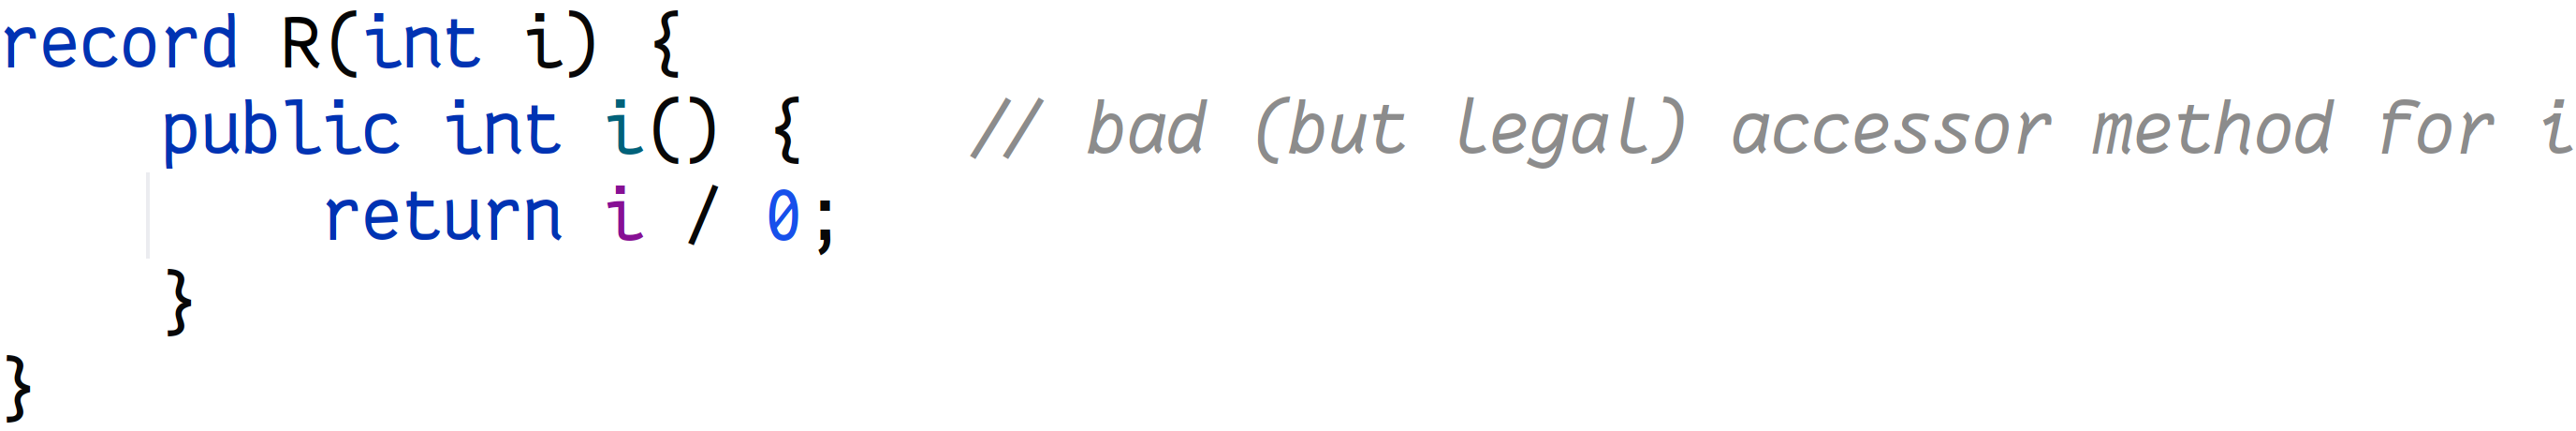 record R(int i) {
    public int i() {    // bad (but legal) accessor method for i
        return i / 0;
    }
}